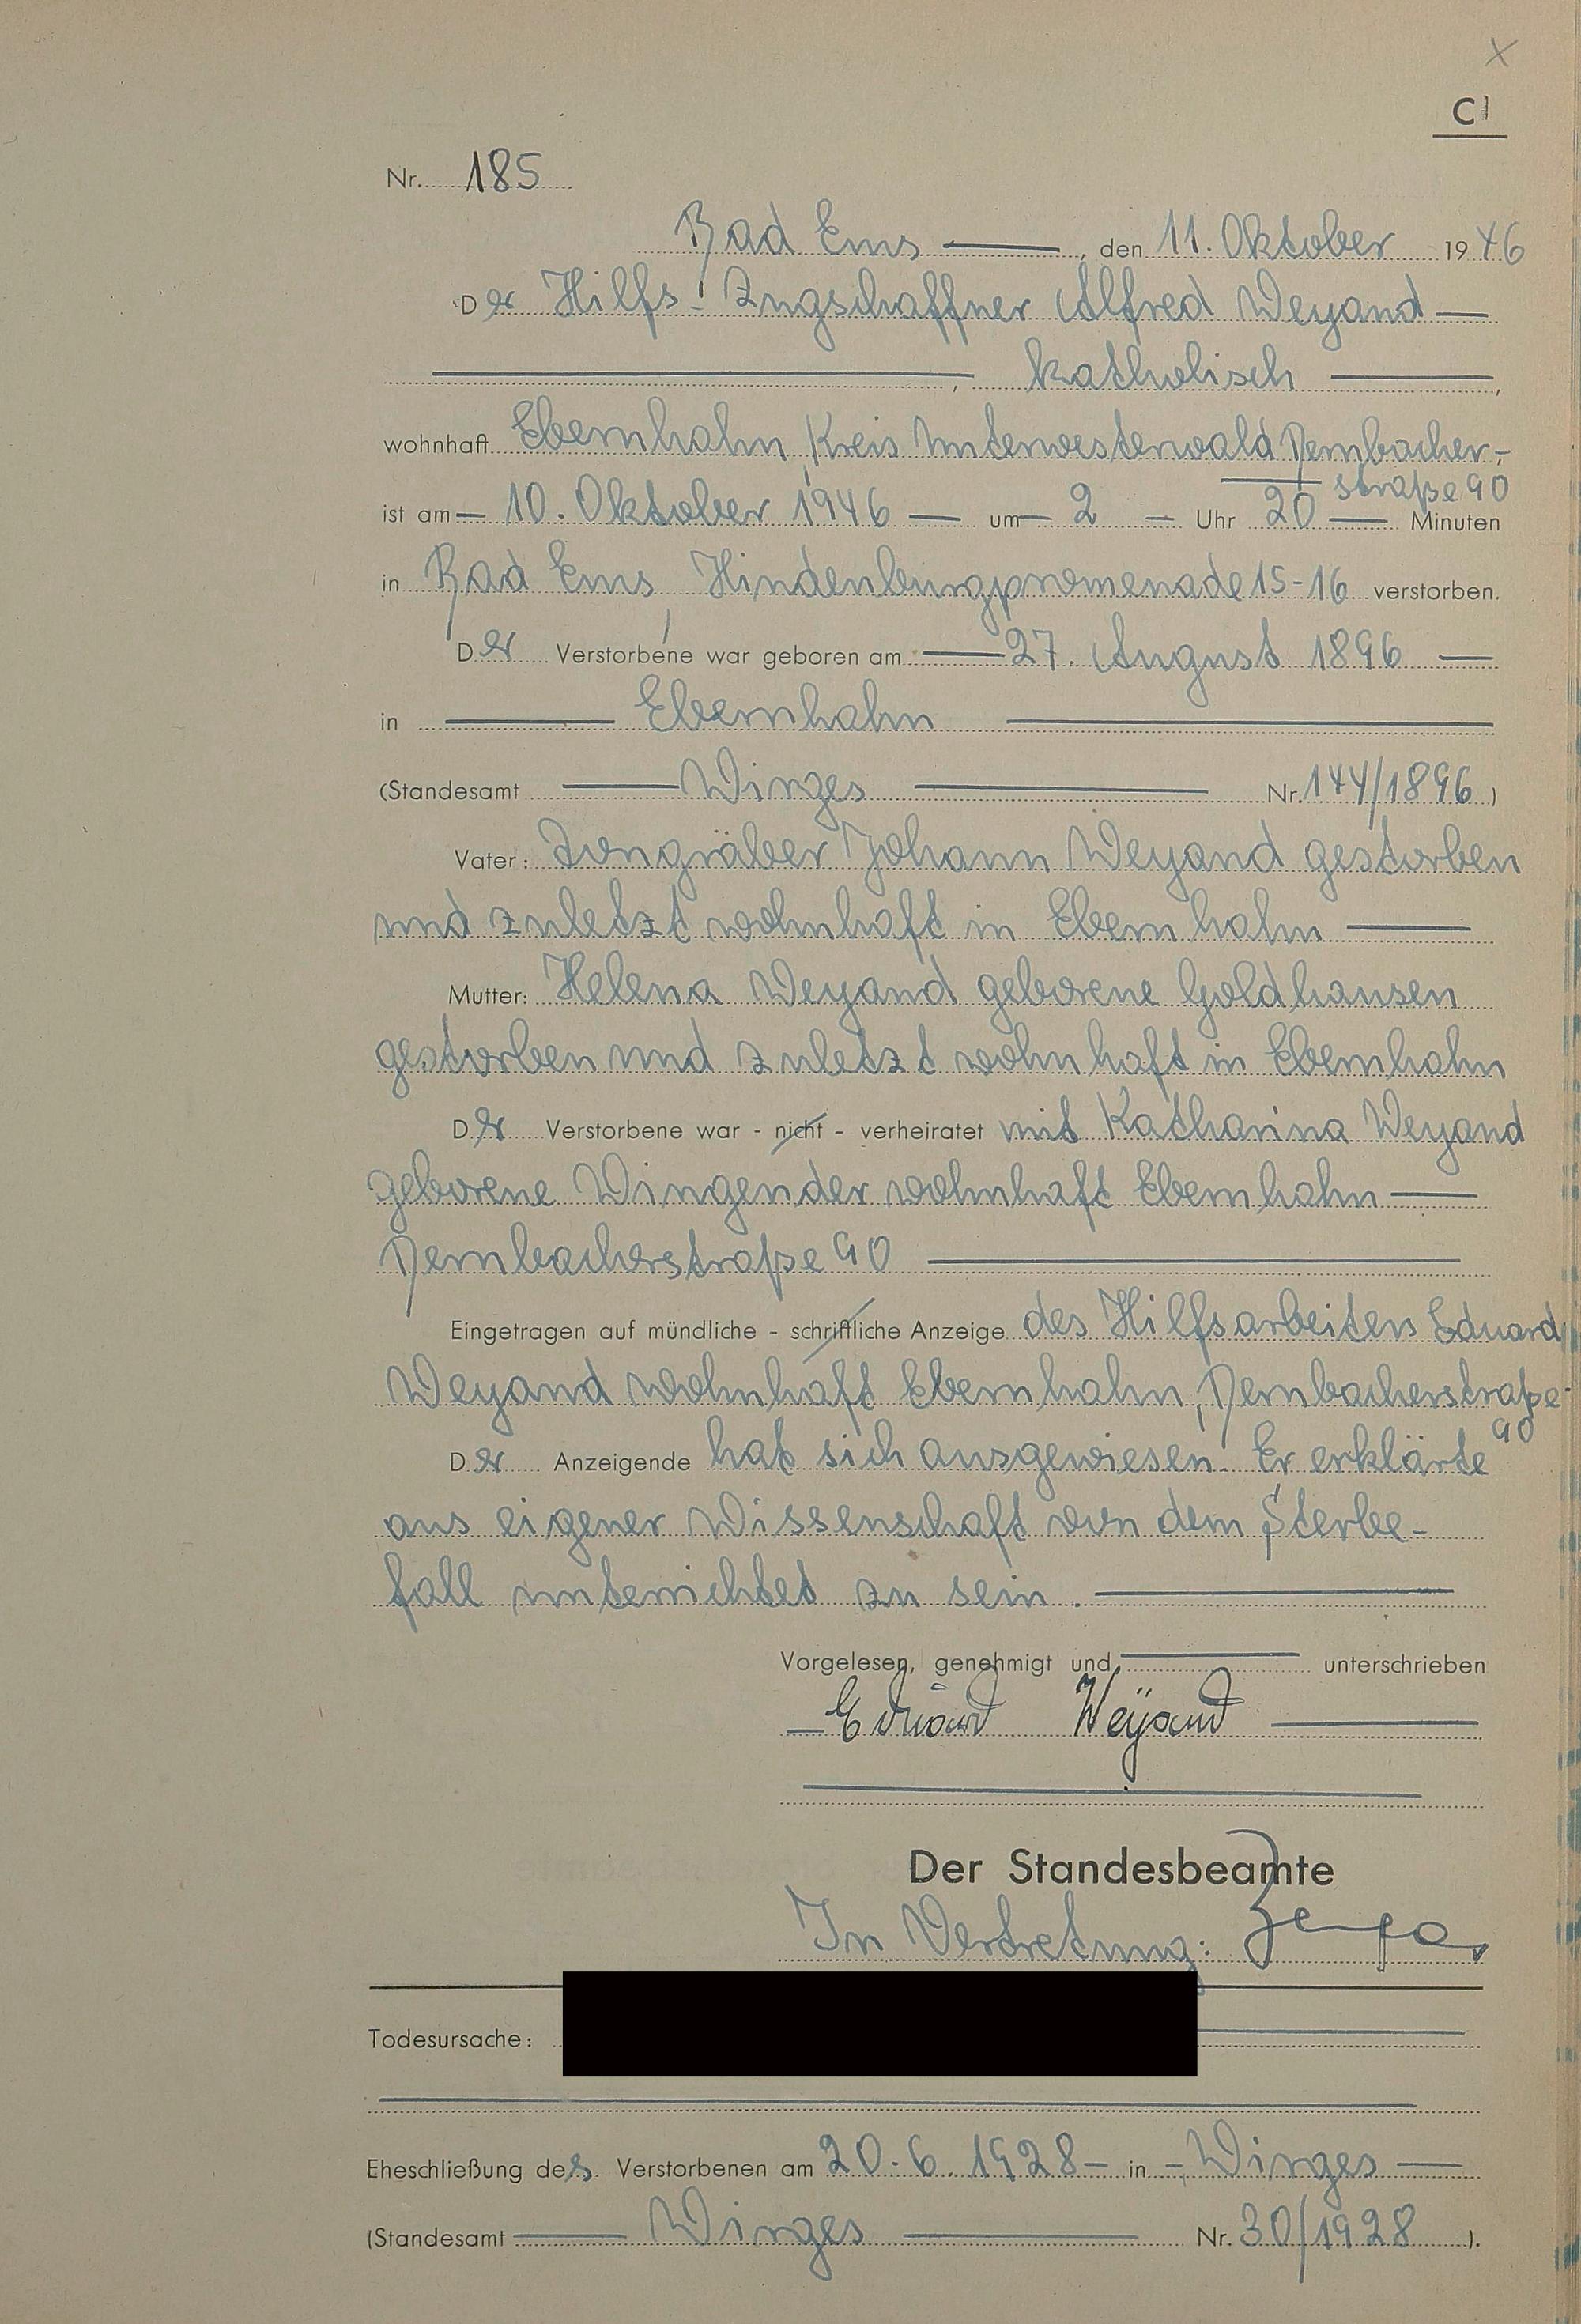 X
C1
Nr. 185
Bad Ems, den 11. Oktober 1946
Der Hilfs-Zugschaffner Alfred Weyand
, katholisch ,
wohnhaft Ebernhahn, Kreis Unterwesterwald Dernbacher-
straße 90
ist am 10. Oktober 1946 um 2 Uhr 20 Minuten
in Bad Ems, Hindenburgpromenade 15-16 verstorben.
Der Verstorbene war geboren am 27. August 1896
in Ebernhahn
(Standesamt Wirges Nr. 144/1896)
Vater: Tongräber Johann Weyand gestorben
und zuletzt wohnhaft in Ebernhahn
Mutter: Helena Weyand geborene Goldhausen
gestorben und zuletzt wohnhaft in Ebernhahn
Der Verstorbene war - nicht - verheiratet mit Katharina Weyand
geborene Wingender wohnhaft Ebernhahn
Dernbacherstraße 90
Eingetragen auf mündliche - schriftliche Anzeige des Hilfsarbeiters Eduard
Weyand wohnhaft Ebernhahn, Dernbacherstraße
90
Der Anzeigende hat sich ausgewiesen. Er erklärte
aus eigener Wissenschaft von dem Sterbe-
fall unterrichtet zu sein.
Vorgelesen, genehmigt und unterschrieben
Eduard Weyand
Der Standesbeamte
In Vertretung:
Todesursache:
Eheschließung des Verstorbenen am 20.6.1928 in Wirges
(Standesamt Wirges Nr. 30/1928).